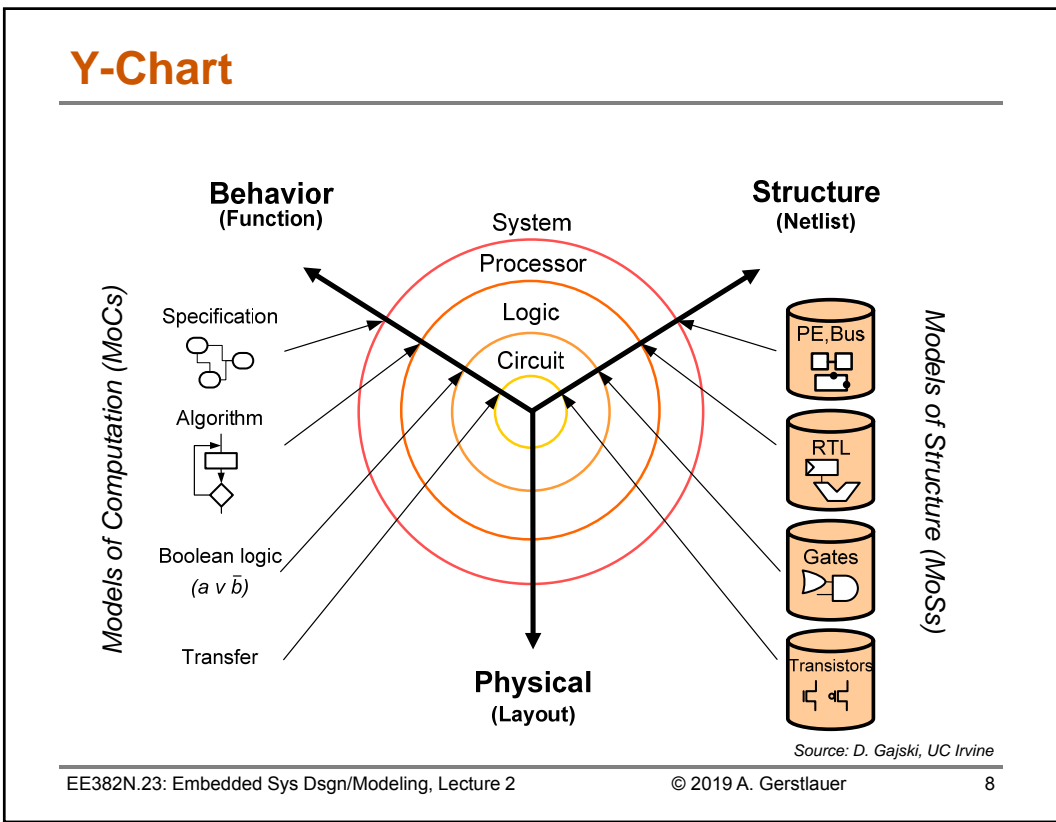 Y-Chart
Behavior
(Function)
Structure
(Netlist)
System
Processor
Logic
Circuit
Models of Computation (MoCs)
Specification
Algorithm
Boolean logic
(a v b̄)
Transfer
PE,Bus
RTL
Gates
Transistors
Models of Structure (MoSs)
Physical
(Layout)
Source: D. Gajski, UC Irvine
EE382N.23: Embedded Sys Dsgn/Modeling, Lecture 2
© 2019 A. Gerstlauer
8